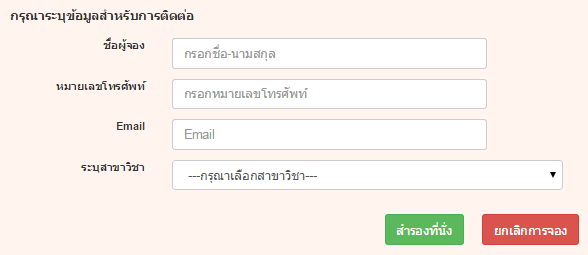 กรุณาระบุข้อมูลสำหรับการติดต่อ
ชื่อผู้จอง กรอกชื่อ-นามสกุล
หมายเลขโทรศัพท์ กรอกหมายเลขโทรศัพท์
Email Email
ระบุสาขาวิชา ---กรุณาเลือกสาขาวิชา---
สำรองที่นั่ง ยกเลิกการจอง